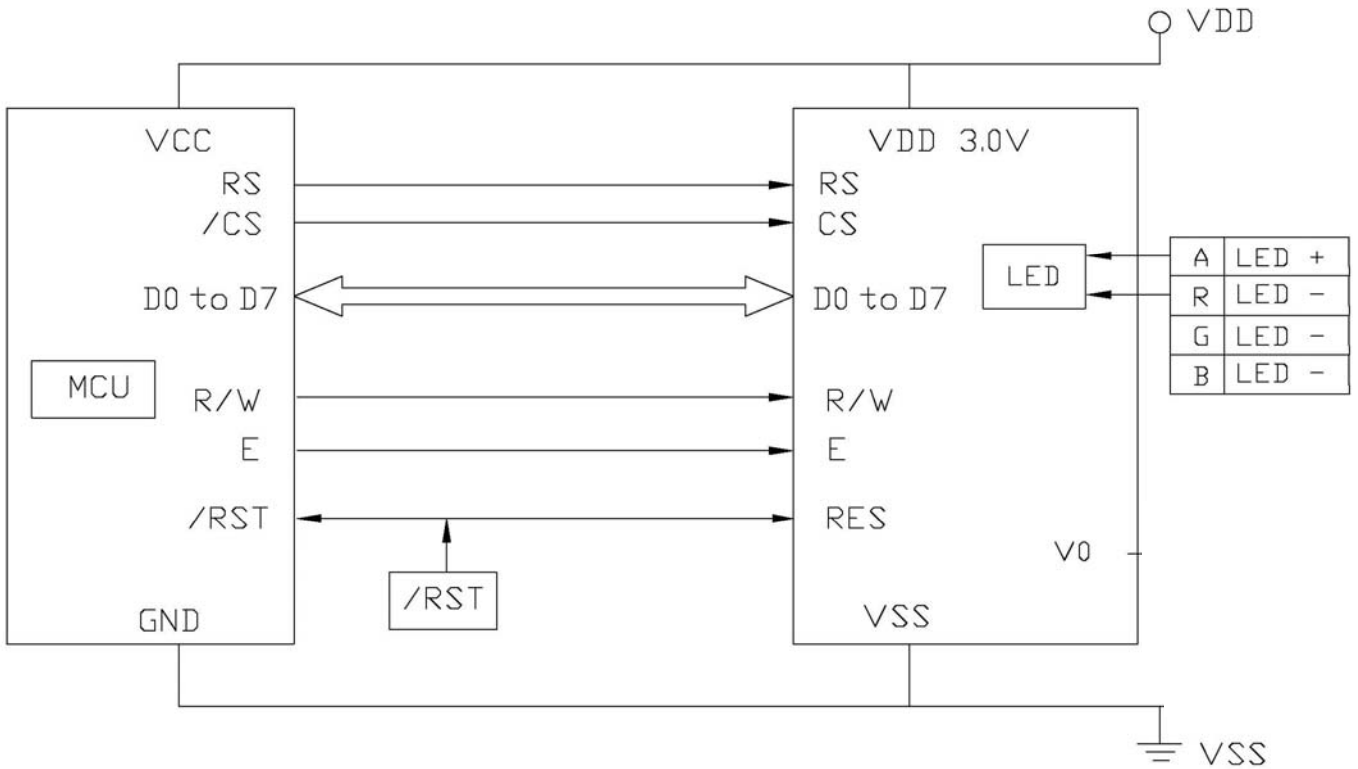 VDD
VCC
RS
/CS
D0 to D7
MCU
R/W
E
/RST
GND
/RST
VDD 3.0V
RS
CS
D0 to D7
LED
R/W
E
RES
V0
VSS
A LED +
R LED -
G LED -
B LED -
VSS